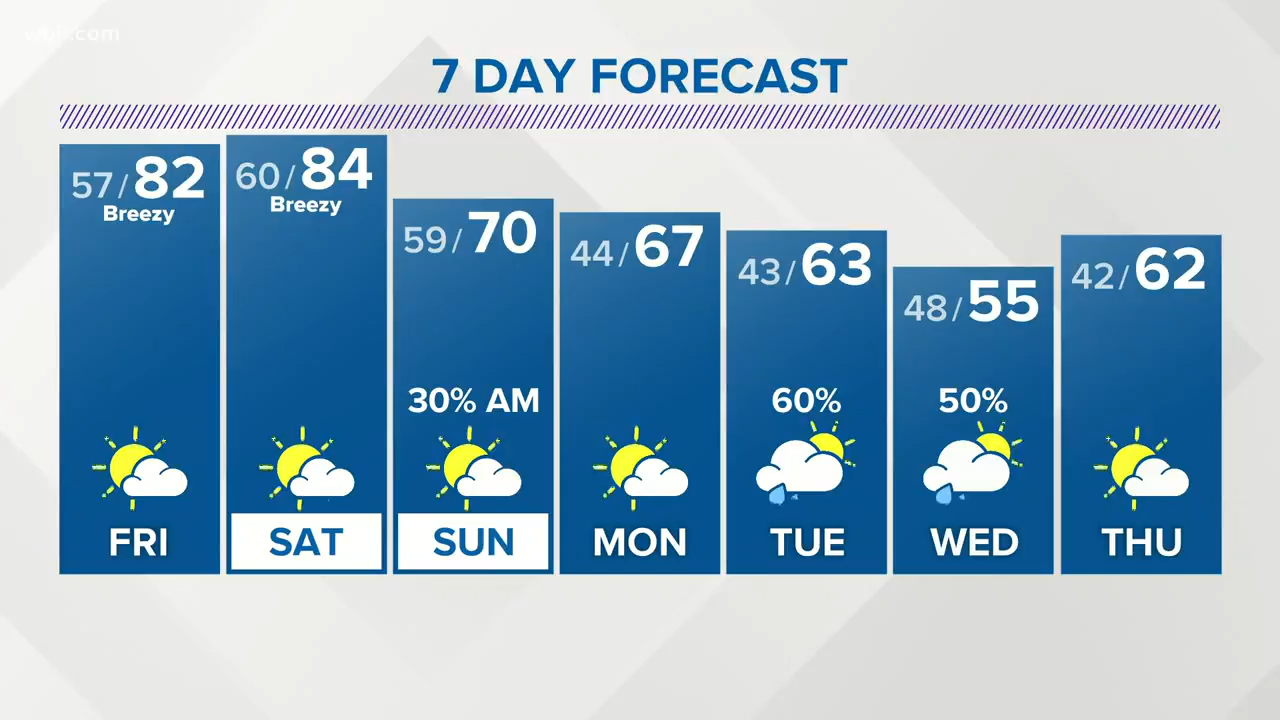 wbir.com
7 DAY FORECAST
57/82
Breezy
60/84
Breezy
59/70
44/67
43/63
48/55
42/62
30% AM
60%
50%
FRI
SAT
SUN
MON
TUE
WED
THU